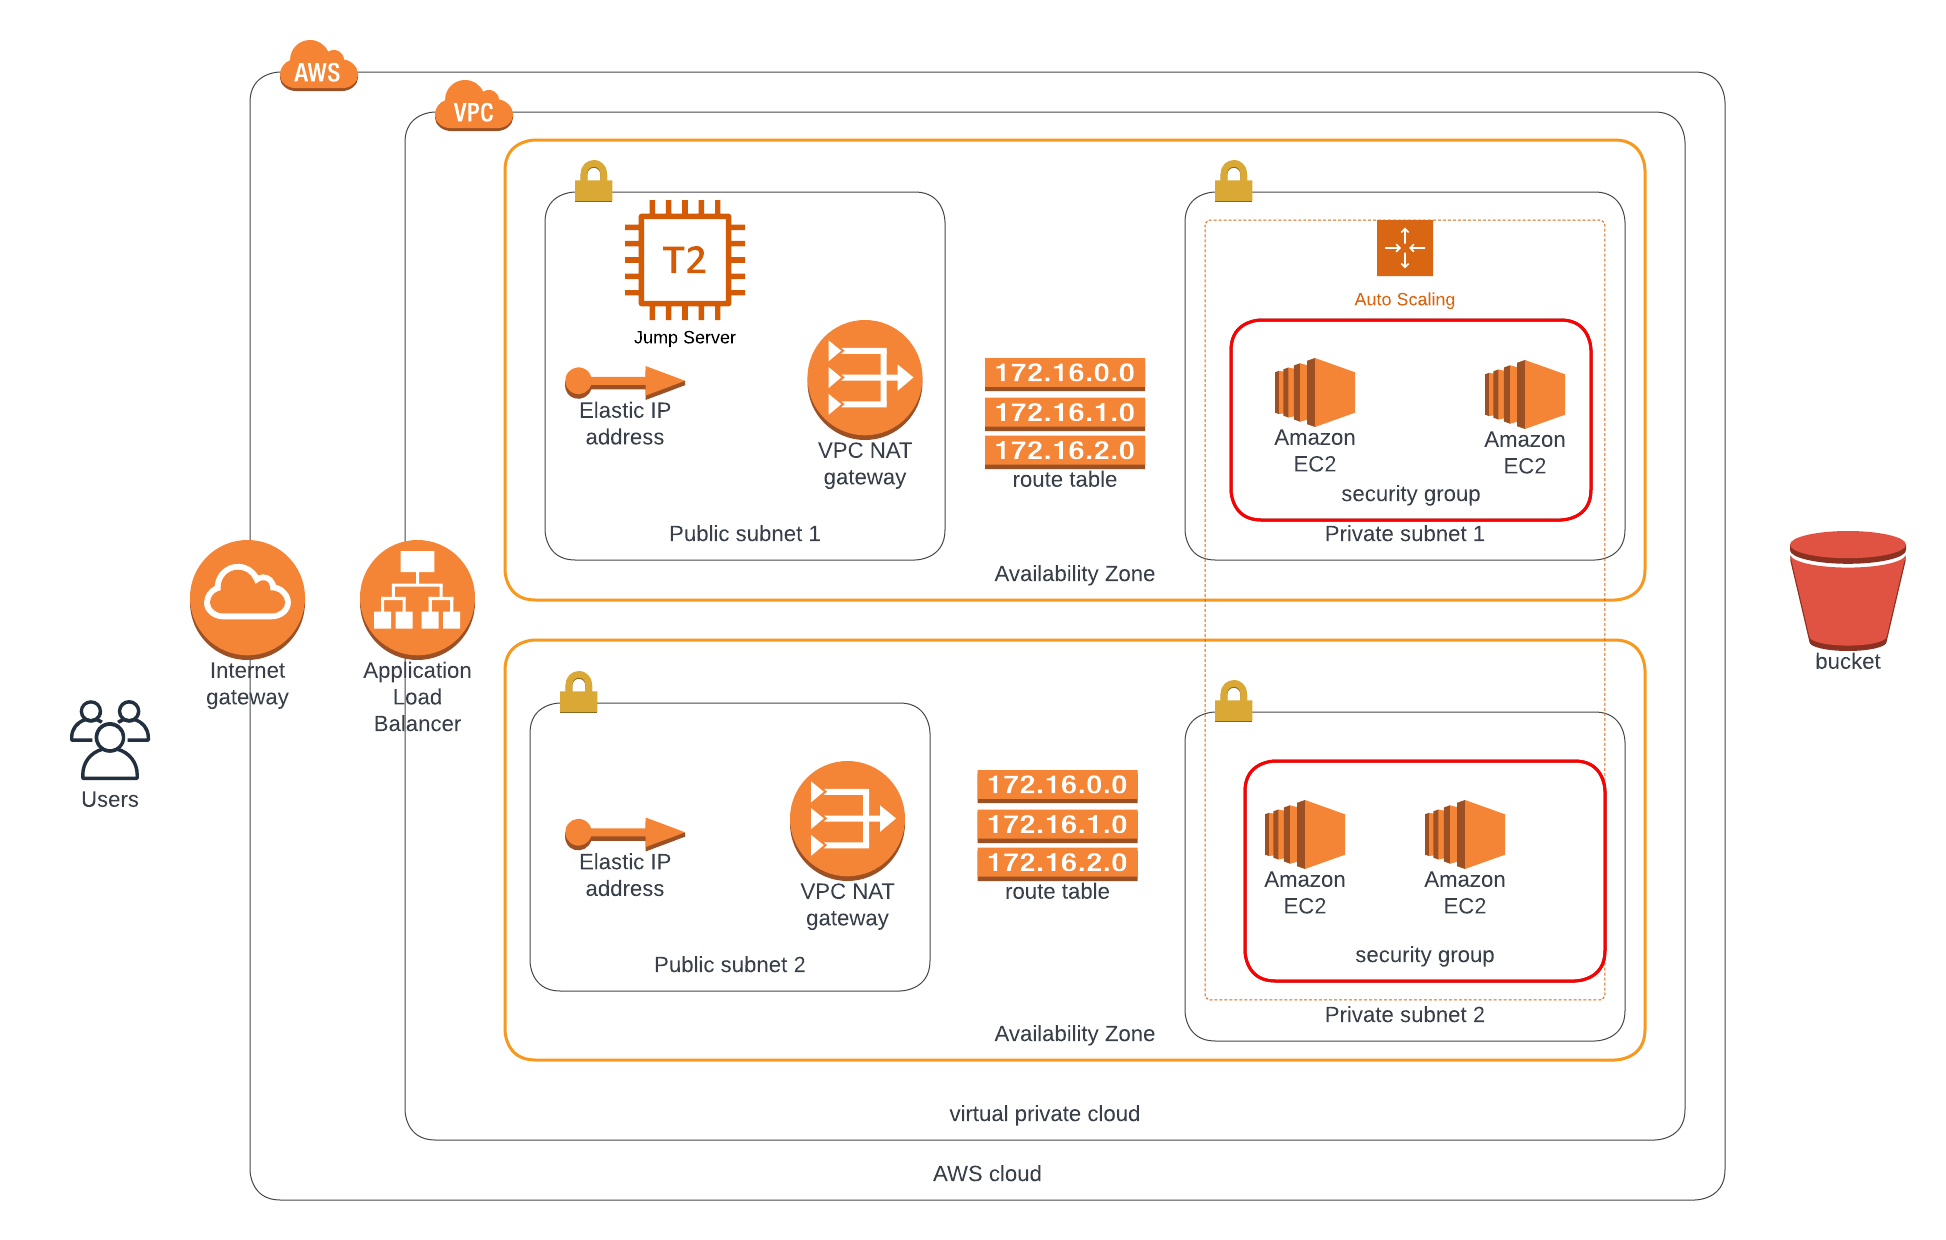 AWS
VPC
T2
Jump Server
Elastic IP
address
VPC NAT
gateway
Public subnet 1
172.16.0.0
172.16.1.0
172.16.2.0
route table
Auto Scaling
Amazon
EC2
Amazon
EC2
security group
Private subnet 1
Availability Zone
Internet
gateway
Application
Load
Balancer
Users
bucket
Elastic IP
address
VPC NAT
gateway
Public subnet 2
172.16.0.0
172.16.1.0
172.16.2.0
route table
Amazon
EC2
Amazon
EC2
security group
Private subnet 2
Availability Zone
virtual private cloud
AWS cloud